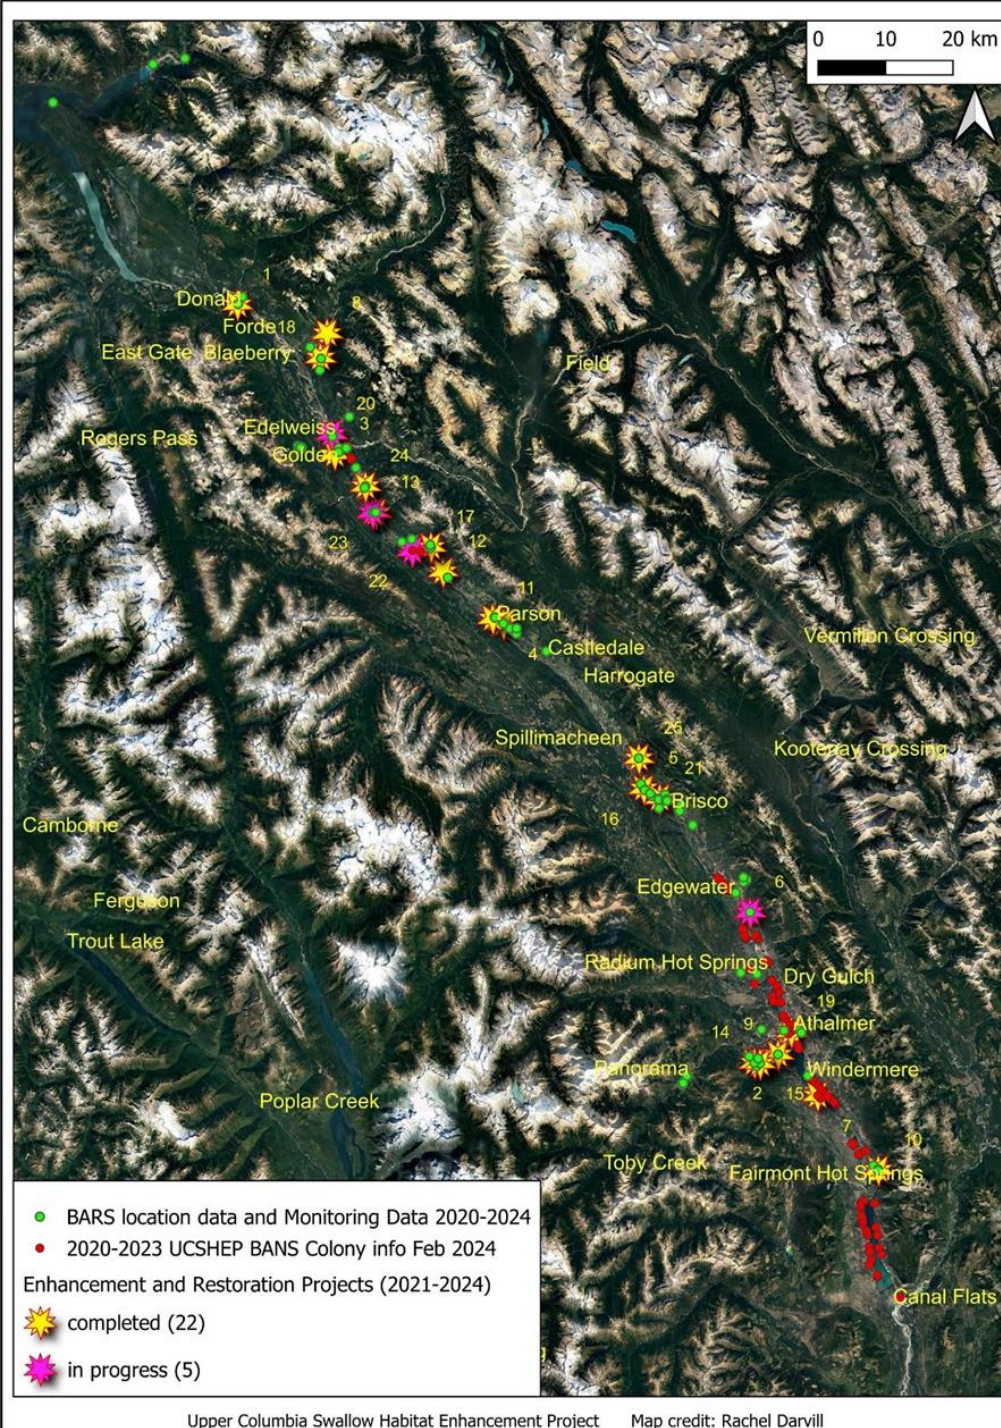 0 10 20 km
1
Donald
8
Forde 18
East Gate Blaeberry
Field
20
3
Edelweiss
Rogers Pass
Golden
24
13
17
23
12
22
11
Parson
4
Castledale
Vermilion Crossing
Harrogate
25
Spillimacheen
5
21
Kootenay Crossing
Brisco
16
Camborne
Edgewater
6
Ferguson
Trout Lake
Radium Hot Springs
Dry Gulch
19
14
9
Athalmer
Panorama
Windermere
2
15
Poplar Creek
7
10
Toby Creek
Fairmont Hot Springs
BARS location data and Monitoring Data 2020-2024
2020-2023 UCSHEP BANS Colony info Feb 2024
Enhancement and Restoration Projects (2021-2024)
Canal Flats
completed (22)
in progress (5)
Upper Columbia Swallow Habitat Enhancement Project Map credit: Rachel Darvill